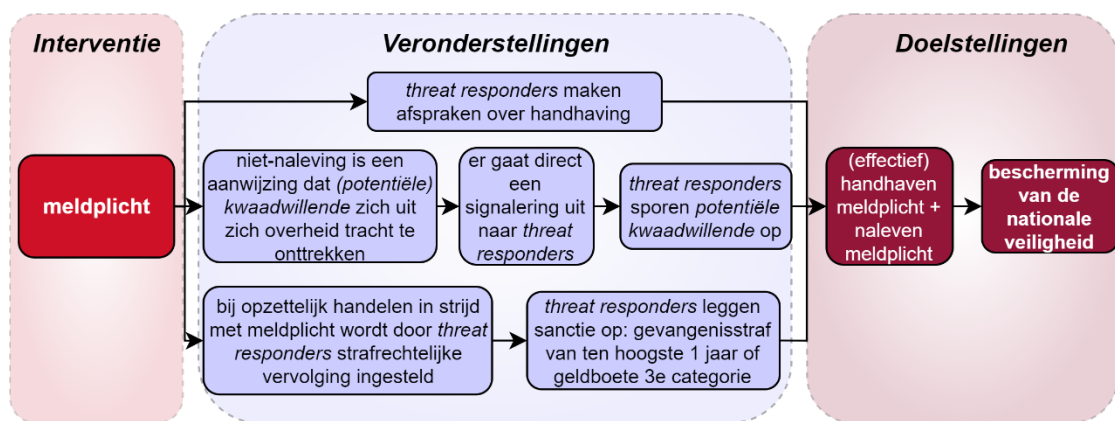 Interventie
Veronderstellingen
Doelstellingen
threat responders maken
afspraken over handhaving
meldplicht
niet-naleving is een
aanwijzing dat (potentiële)
kwaadwillende zich uit
zich overheid tracht te
onttrekken
er gaat direct
een
signalering uit
naar threat
responders
threat responders
sporen potentiële
kwaadwillende op
(effectief)
handhaven
meldplicht +
naleven
meldplicht
bescherming
van de
nationale
veiligheid
bij opzettelijk handelen in strijd
met meldplicht wordt door threat
responders strafrechtelijke
vervolging ingesteld
threat responders leggen
sanctie op: gevangenisstraf
van ten hoogste 1 jaar of
geldboete 3e categorie